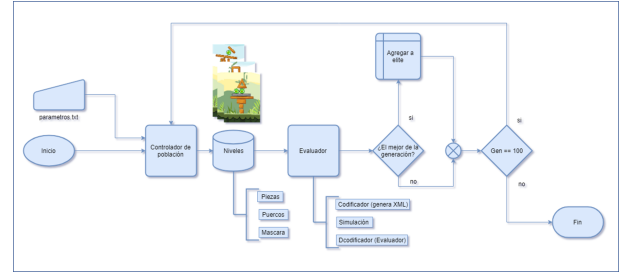 Agregar a
elite
parametros.txt
si
si
Inicio
Controlador de
población
Niveles
Evaluador
¿El mejor de la
generación?
Gen == 100
no
no
Piezas
Puercos
Mascara
Codificador (genera XML)
Simulación
Dcodificador (Evaluador)
Fin